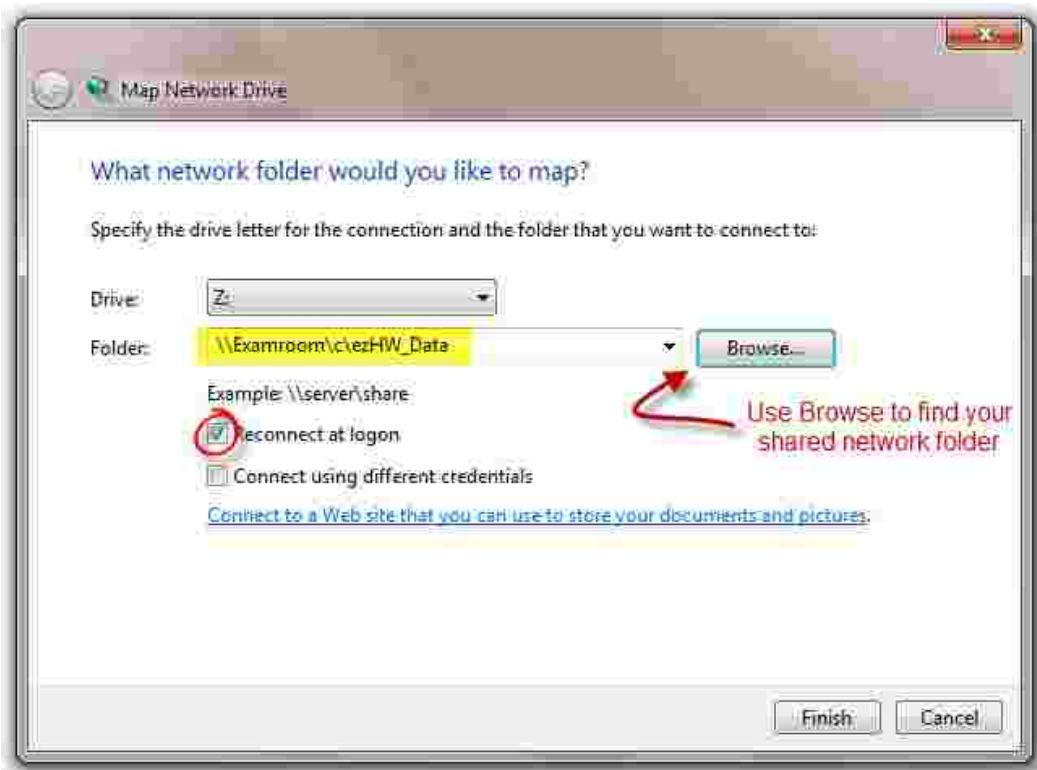 Map Network Drive
What network folder would you like to map?
Specify the drive letter for the connection and the folder that you want to connect to:
Drive: Z:
Folder: \\Examroom\c\ezHW_Data Browse...
Example: \\server\share
Use Browse to find your
shared network folder
Reconnect at logon
Connect using different credentials
Connect to a Web site that you can use to store your documents and pictures.
Finish Cancel